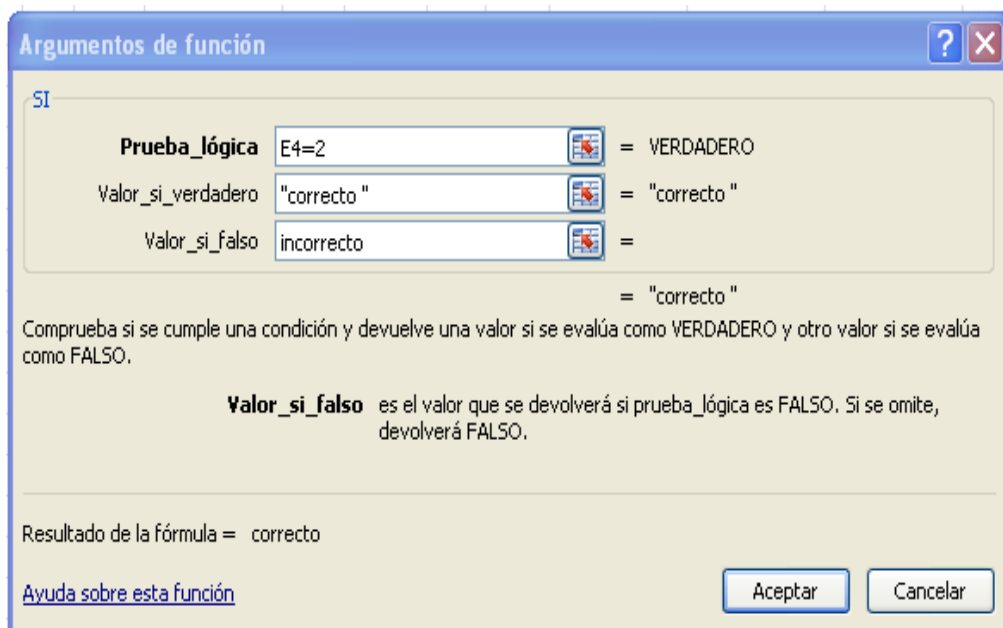 Argumentos de función
SI
Prueba_lógica E4=2 = VERDADERO
Valor_si_verdadero "correcto " = "correcto "
Valor_si_falso incorrecto =
= "correcto "
Comprueba si se cumple una condición y devuelve una valor si se evalúa como VERDADERO y otro valor si se evalúa
como FALSO.
Valor_si_falso es el valor que se devolverá si prueba_lógica es FALSO. Si se omite,
devolverá FALSO.
Resultado de la fórmula = correcto
Ayuda sobre esta función
Aceptar Cancelar